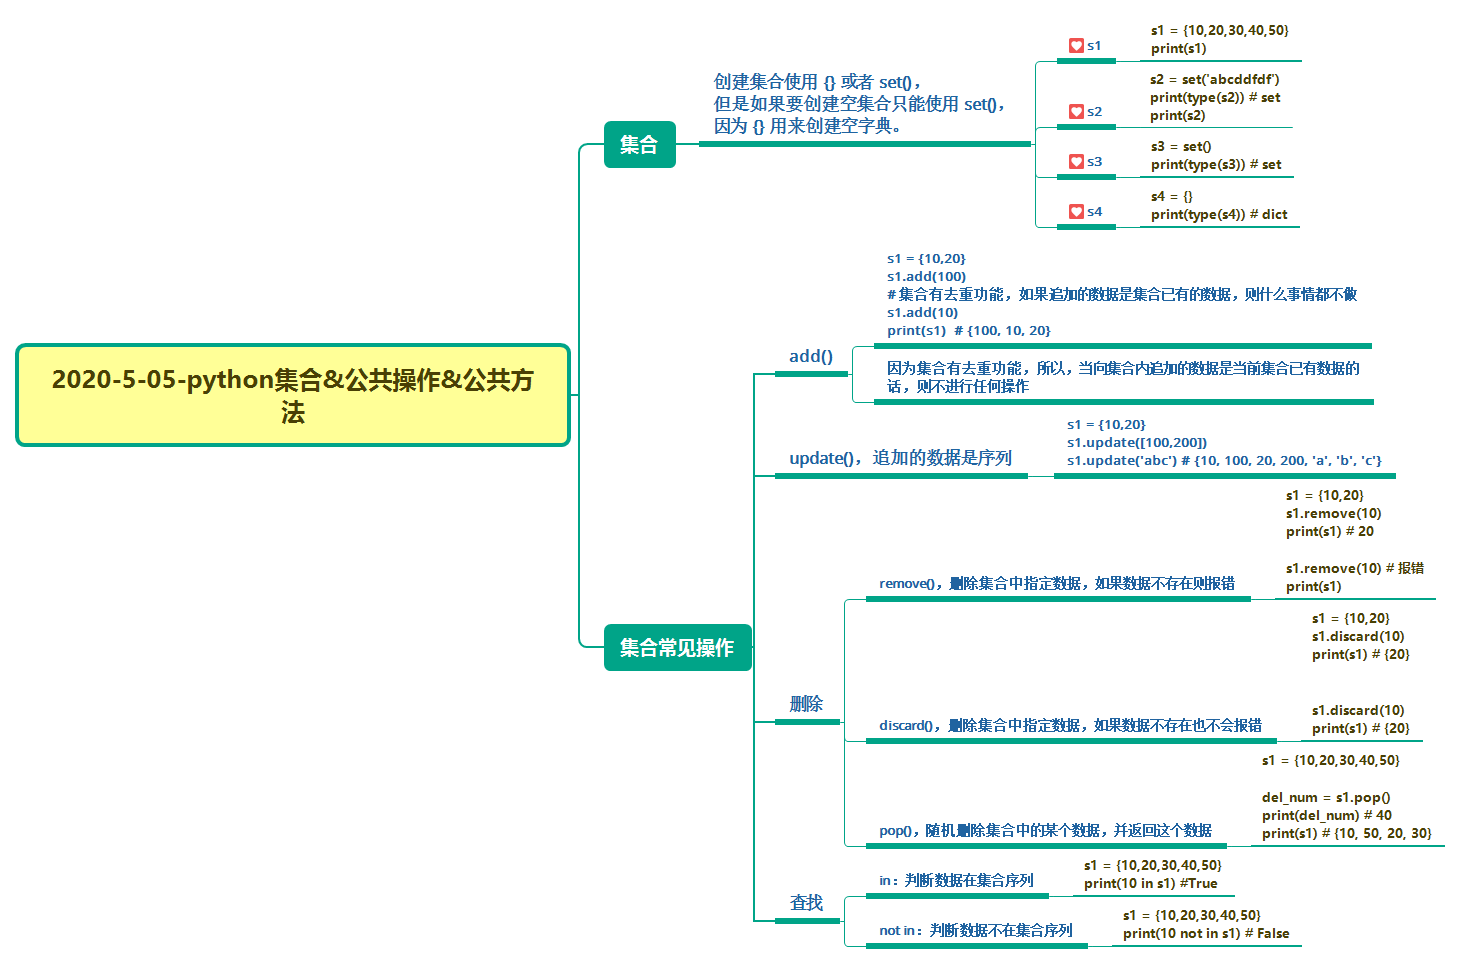 2020-5-05-python集合&公共操作&公共方
法
集合
创建集合使用 {} 或者 set()，
但是如果要创建空集合只能使用 set()，
因为 {} 用来创建空字典。
s1
s1 = {10,20,30,40,50}
print(s1)
s2
s2 = set('abcddfdf')
print(type(s2)) # set
print(s2)
s3
s3 = set()
print(type(s3)) # set
s4
s4 = {}
print(type(s4)) # dict
集合常见操作
add()
s1 = {10,20}
s1.add(100)
# 集合有去重功能，如果追加的数据是集合已有的数据，则什么事情都不做
s1.add(10)
print(s1)  # {100, 10, 20}
因为集合有去重功能，所以，当向集合内追加的数据是当前集合已有数据的
话，则不进行任何操作
update()，追加的数据是序列
s1 = {10,20}
s1.update([100,200])
s1.update('abc') # {10, 100, 20, 200, 'a', 'b', 'c'}
删除
remove()，删除集合中指定数据，如果数据不存在则报错
s1 = {10,20}
s1.remove(10)
print(s1) # 20
s1.remove(10) # 报错
print(s1)
discard()，删除集合中指定数据，如果数据不存在也不会报错
s1 = {10,20}
s1.discard(10)
print(s1) # {20}
s1.discard(10)
print(s1) # {20}
pop()，随机删除集合中的某个数据，并返回这个数据
s1 = {10,20,30,40,50}
del_num = s1.pop()
print(del_num) # 40
print(s1) # {10, 50, 20, 30}
查找
in：判断数据在集合序列
s1 = {10,20,30,40,50}
print(10 in s1) #True
not in：判断数据不在集合序列
s1 = {10,20,30,40,50}
print(10 not in s1) # False